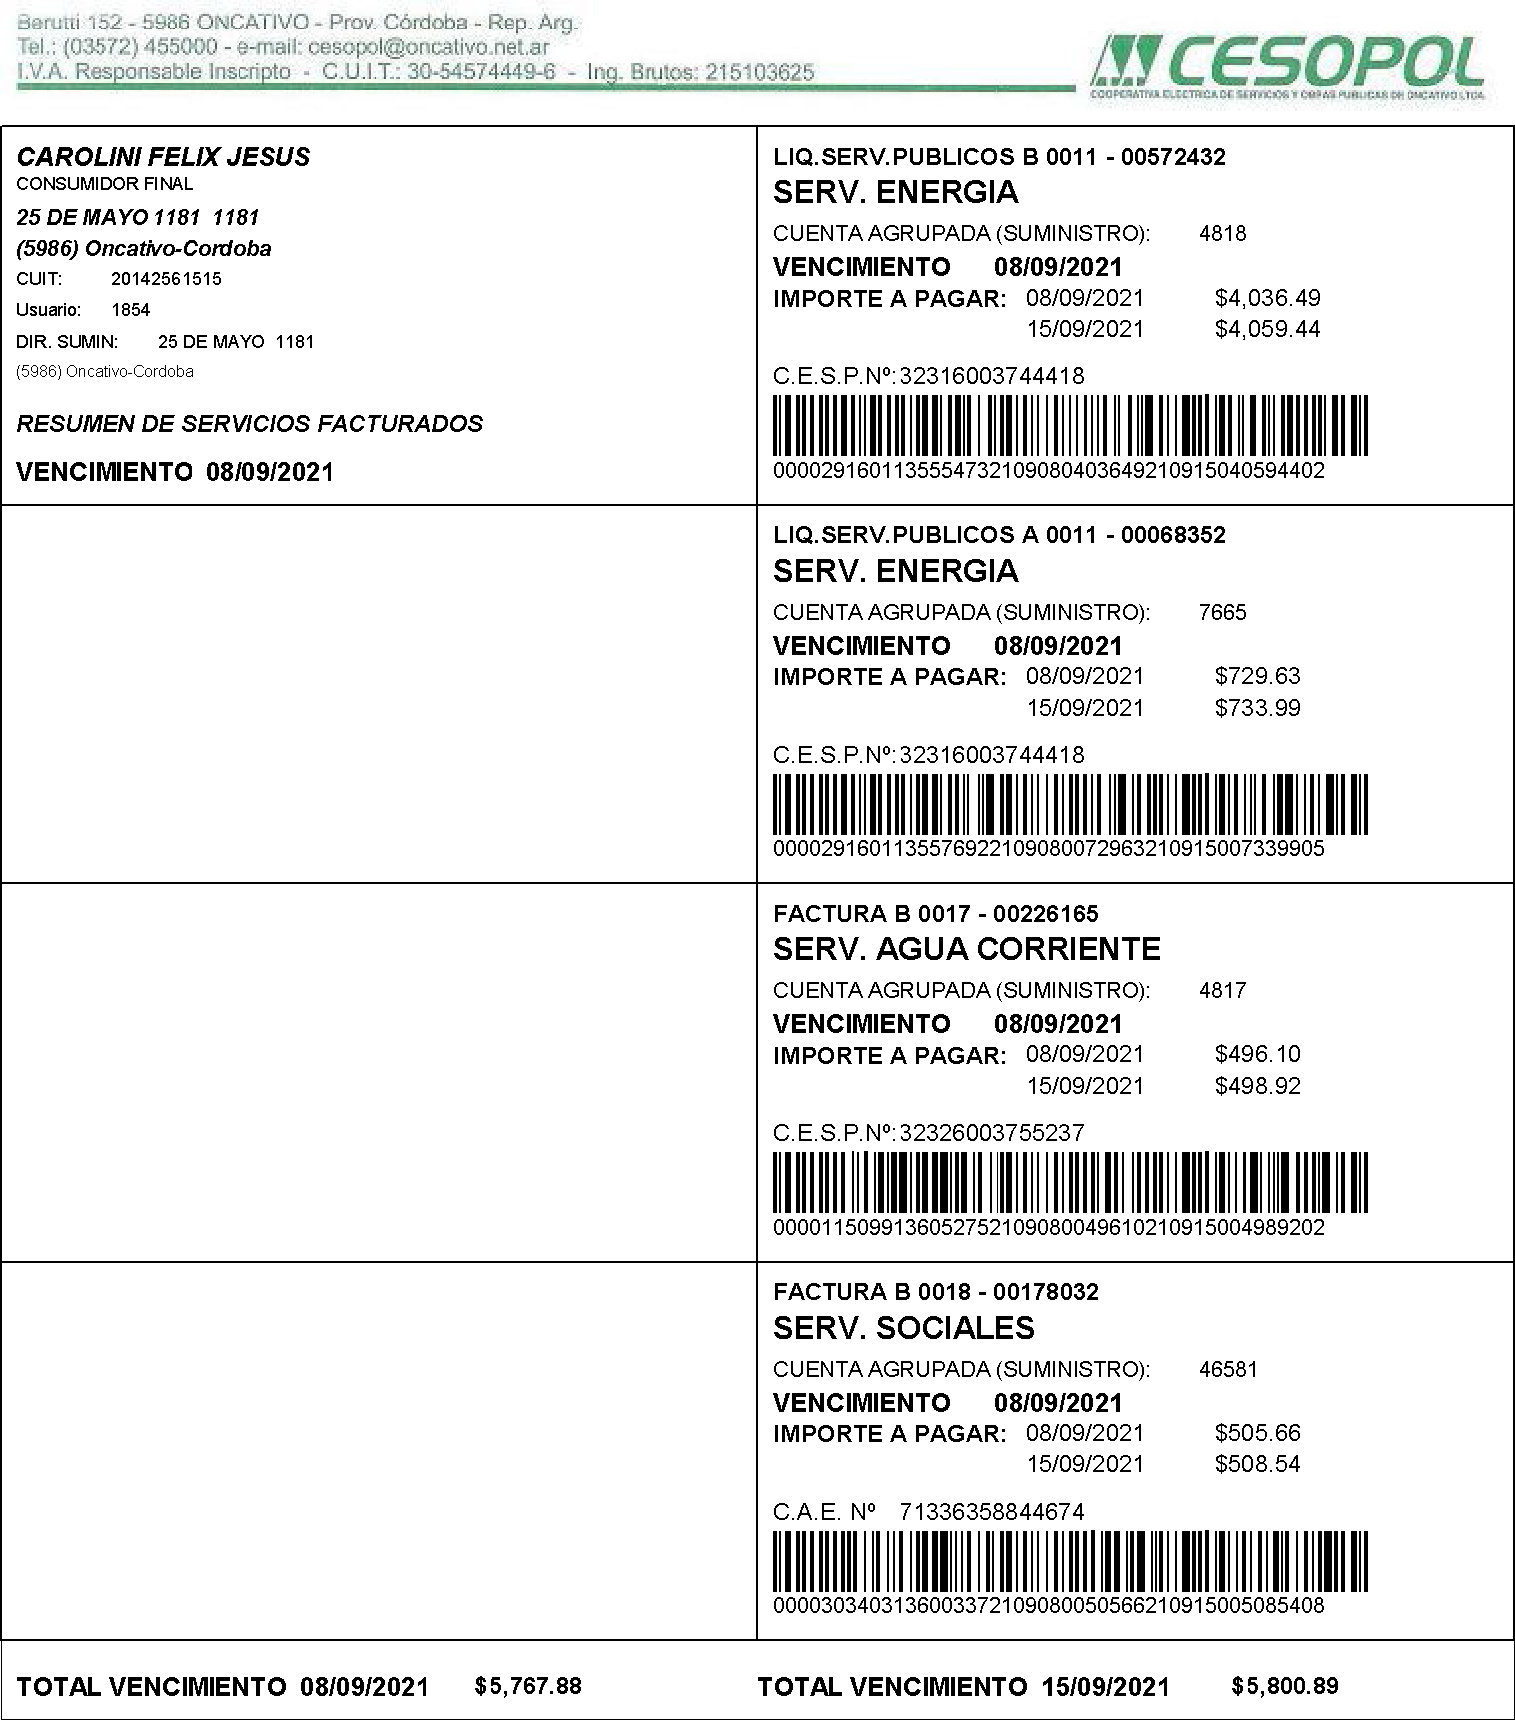 Berutti 152 - 5986 ONCATIVO - Prov. Córdoba - Rep. Arg.
Tel.: (03572) 455000 - e-mail: cesopol@oncativo.net.ar
I.V.A. Responsable Inscripto - C.U.I.T.: 30-54574449-6 - Ing. Brutos: 215103625
CESOPOL
COOPERATIVA ELECTRICA DE SERVICIOS Y OBRAS PUBLICAS DE ONCATIVO LTDA.
CAROLINI FELIX JESUS
CONSUMIDOR FINAL
25 DE MAYO 1181 1181
(5986) Oncativo-Cordoba
CUIT: 20142561515
Usuario: 1854
DIR. SUMIN: 25 DE MAYO 1181
(5986) Oncativo-Cordoba
RESUMEN DE SERVICIOS FACTURADOS
VENCIMIENTO 08/09/2021
LIQ.SERV.PUBLICOS B 0011 - 00572432
SERV. ENERGIA
CUENTA AGRUPADA (SUMINISTRO): 4818
VENCIMIENTO 08/09/2021
IMPORTE A PAGAR: 08/09/2021 $4,036.49
15/09/2021 $4,059.44
C.E.S.P.Nº: 32316003744418
0000291601135554732109080403649210915040594402
LIQ.SERV.PUBLICOS A 0011 - 00068352
SERV. ENERGIA
CUENTA AGRUPADA (SUMINISTRO): 7665
VENCIMIENTO 08/09/2021
IMPORTE A PAGAR: 08/09/2021 $729.63
15/09/2021 $733.99
C.E.S.P.Nº: 32316003744418
0000291601135576922109080072963210915007339905
FACTURA B 0017 - 00226165
SERV. AGUA CORRIENTE
CUENTA AGRUPADA (SUMINISTRO): 4817
VENCIMIENTO 08/09/2021
IMPORTE A PAGAR: 08/09/2021 $496.10
15/09/2021 $498.92
C.E.S.P.Nº: 32326003755237
0000115099136052752109080049610210915004989202
FACTURA B 0018 - 00178032
SERV. SOCIALES
CUENTA AGRUPADA (SUMINISTRO): 46581
VENCIMIENTO 08/09/2021
IMPORTE A PAGAR: 08/09/2021 $505.66
15/09/2021 $508.54
C.A.E. Nº 71336358844674
0000303403136003372109080050566210915005085408
TOTAL VENCIMIENTO 08/09/2021 $5,767.88
TOTAL VENCIMIENTO 15/09/2021 $5,800.89